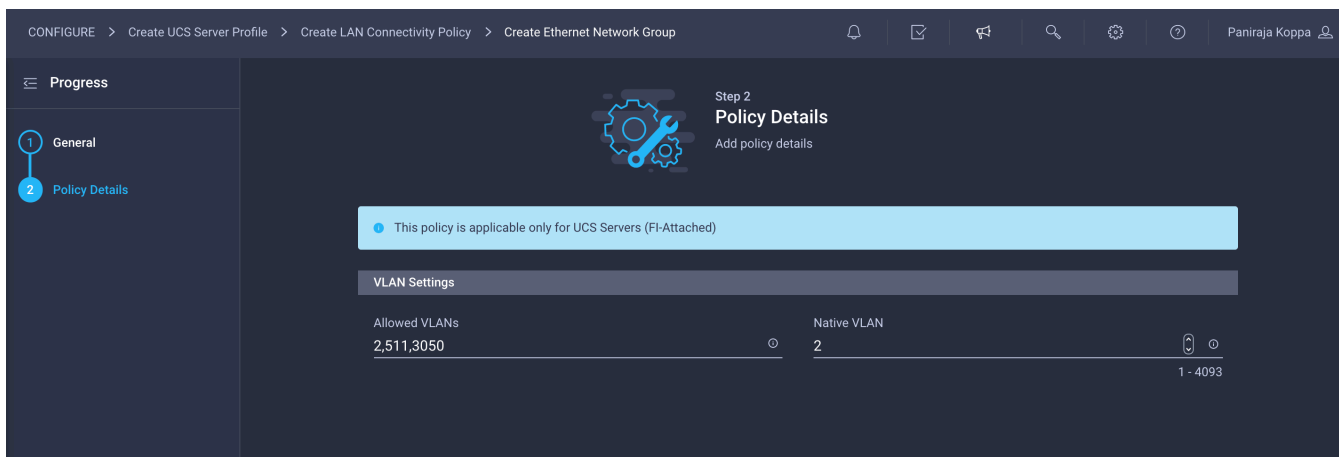 CONFIGURE > Create UCS Server Profile > Create LAN Connectivity Policy > Create Ethernet Network Group
Paniraja Koppa
Progress
1 General
2 Policy Details
Step 2
Policy Details
Add policy details
This policy is applicable only for UCS Servers (FI-Attached)
VLAN Settings
Allowed VLANs
2,511,3050
Native VLAN
2
1 - 4093